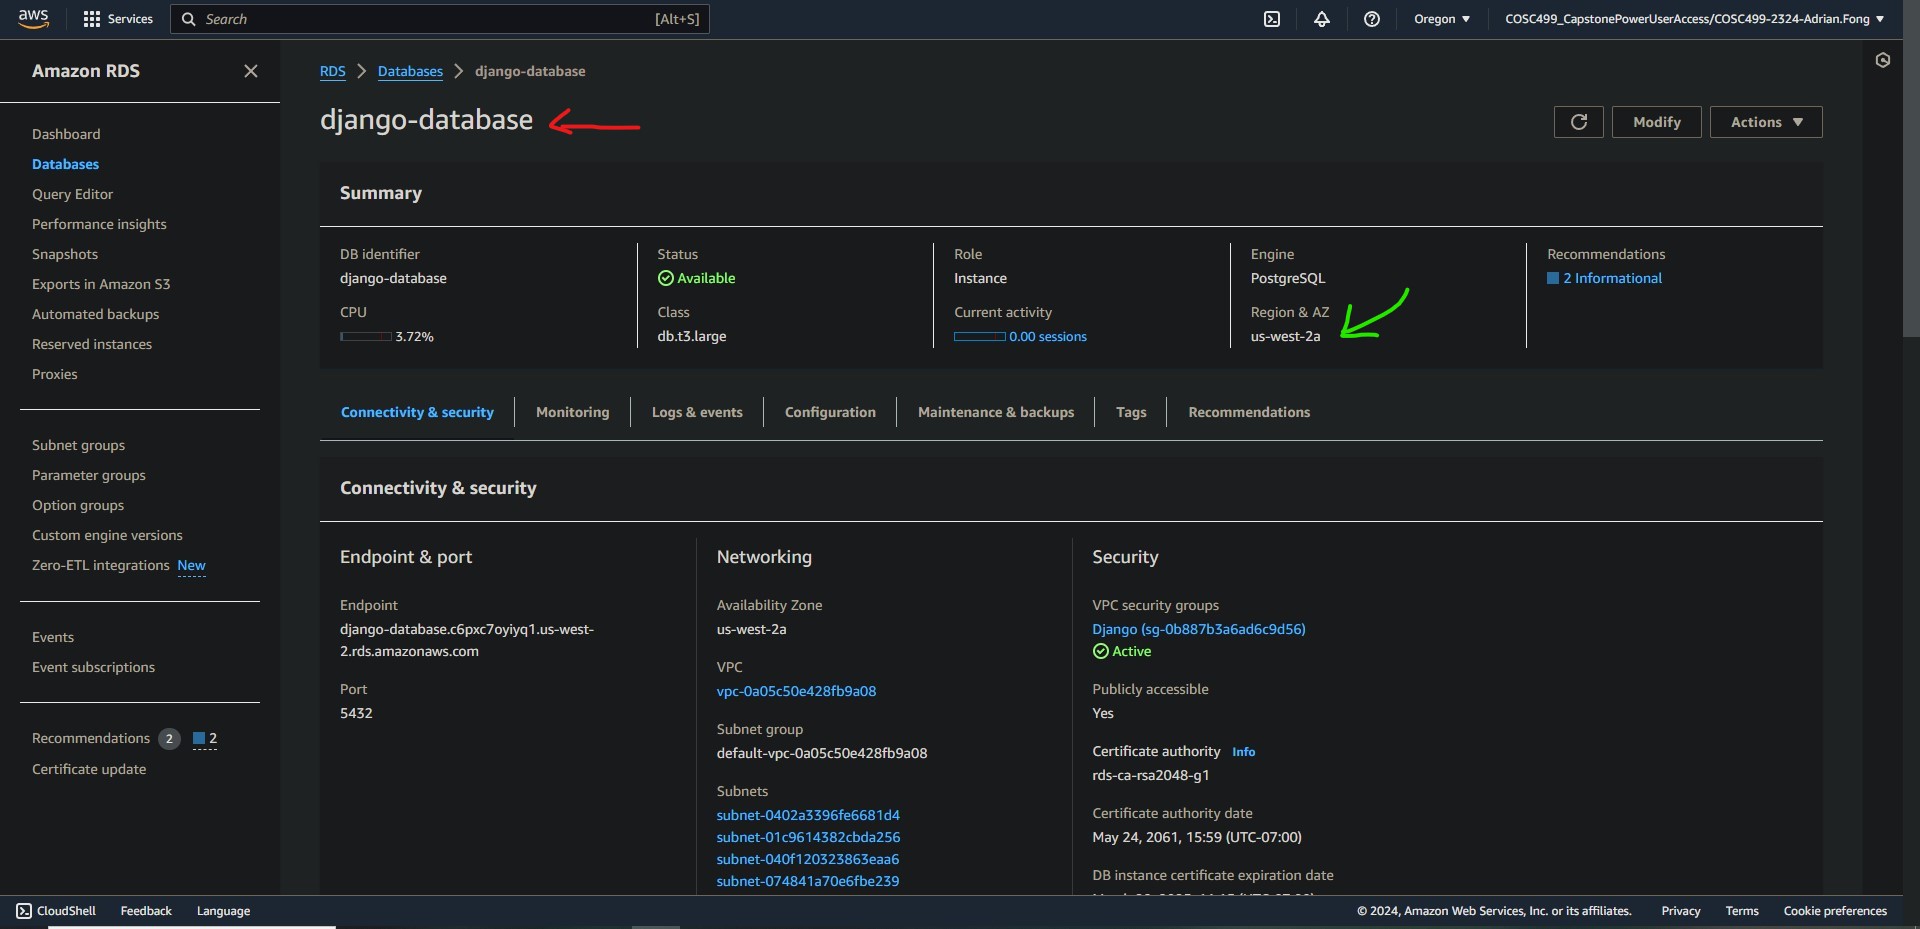 aws
Services
Search
[Alt+S]
Oregon
COSC499_CapstonePowerUserAccess/COSC499-2324-Adrian.Fong
Amazon RDS
Dashboard
Databases
Query Editor
Performance insights
Snapshots
Exports in Amazon S3
Automated backups
Reserved instances
Proxies
Subnet groups
Parameter groups
Option groups
Custom engine versions
Zero-ETL integrations New
Events
Event subscriptions
Recommendations 2 2
Certificate update
RDS > Databases > django-database
django-database
Modify
Actions
Summary
DB identifier
django-database
CPU
3.72%
Status
Available
Class
db.t3.large
Role
Instance
Current activity
0.00 sessions
Engine
PostgreSQL
Region & AZ
us-west-2a
Recommendations
2 Informational
Connectivity & security
Monitoring
Logs & events
Configuration
Maintenance & backups
Tags
Recommendations
Connectivity & security
Endpoint & port
Endpoint
django-database.c6pxc7oyiyq1.us-west-
2.rds.amazonaws.com
Port
5432
Networking
Availability Zone
us-west-2a
VPC
vpc-0a05c50e428fb9a08
Subnet group
default-vpc-0a05c50e428fb9a08
Subnets
subnet-0402a3396fe6681d4
subnet-01c9614382cbda256
subnet-040f120323863eaa6
subnet-074841a70e6fbe239
Security
VPC security groups
Django (sg-0b887b3a6ad6c9d56)
Active
Publicly accessible
Yes
Certificate authority Info
rds-ca-rsa2048-g1
Certificate authority date
May 24, 2061, 15:59 (UTC-07:00)
DB instance certificate expiration date
CloudShell
Feedback
Language
© 2024, Amazon Web Services, Inc. or its affiliates.
Privacy
Terms
Cookie preferences